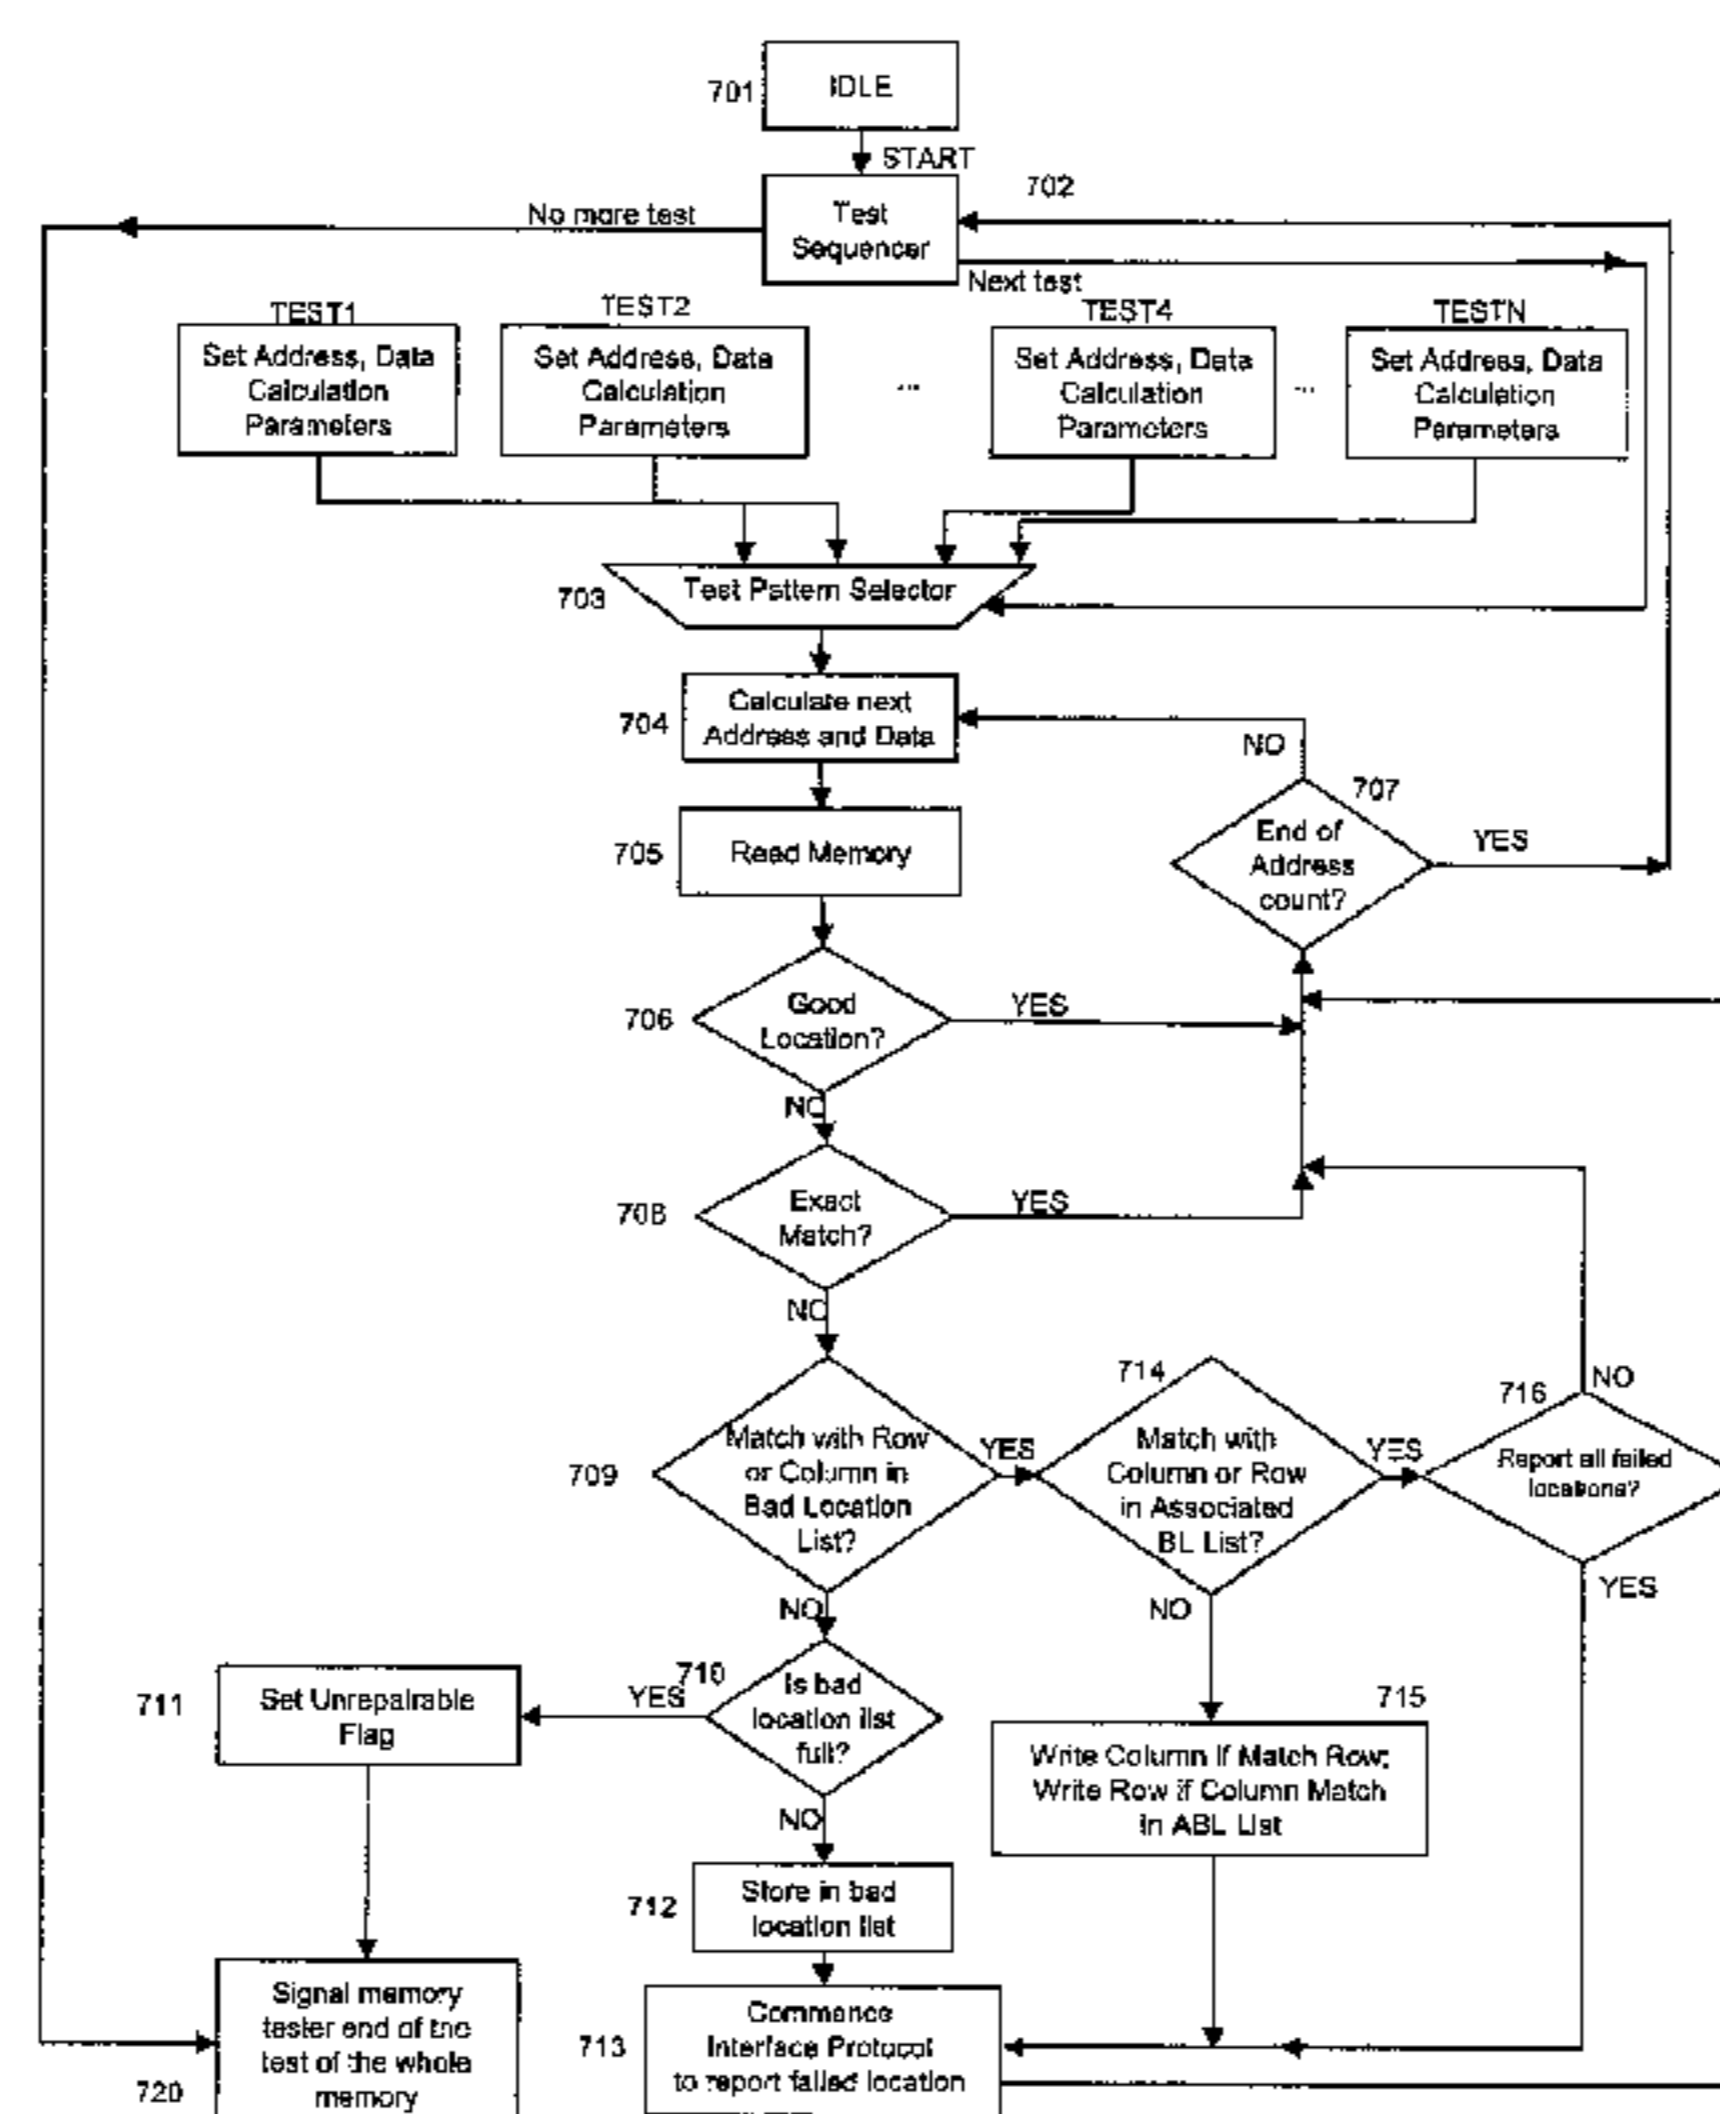 701
IDLE
START
702
No more test
Test
Sequencer
Next test
TEST1
TEST2
TEST4
TESTN
Set Address, Data
Calculation
Parameters
Set Address, Data
Calculation
Parameters
...
Set Address, Data
Calculation
Parameters
...
Set Address, Data
Calculation
Parameters
703
Test Pattern Selector
704
Calculate next
Address and Data
NO
707
705
Read Memory
End of
Address
count?
YES
706
Good
Location?
YES
NO
708
Exact
Match?
YES
NO
709
Match with Row
or Column in
Bad Location
List?
YES
714
Match with
Column or Row
in Associated
BL List?
YES
716
NO
Report all failed
locations?
YES
NO
NO
711
Set Unrepairable
Flag
YES
710
Is bad
location list
full?
715
Write Column if Match Row;
Write Row if Column Match
in ABL List
NO
712
Store in bad
location list
720
Signal memory
tester end of the
test of the whole
memory
713
Commence
Interface Protocol
to report failed location